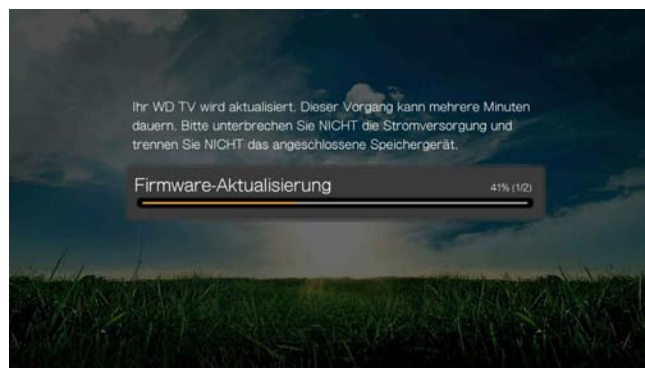 Ihr WD TV wird aktualisiert. Dieser Vorgang kann mehrere Minuten
dauern. Bitte unterbrechen Sie NICHT die Stromversorgung und
trennen Sie NICHT das angeschlossene Speichergerät.
Firmware-Aktualisierung 41% (1/2)